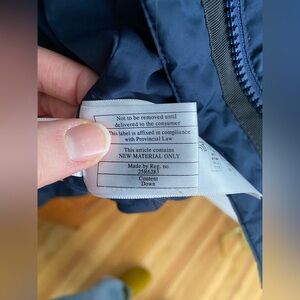 Not to be removed until
delivered to the consumer
This label is affixed in compliance
with Provincial Law
This article contains
NEW MATERIAL ONLY
Made by Reg. no.
25R6283
Content
Down